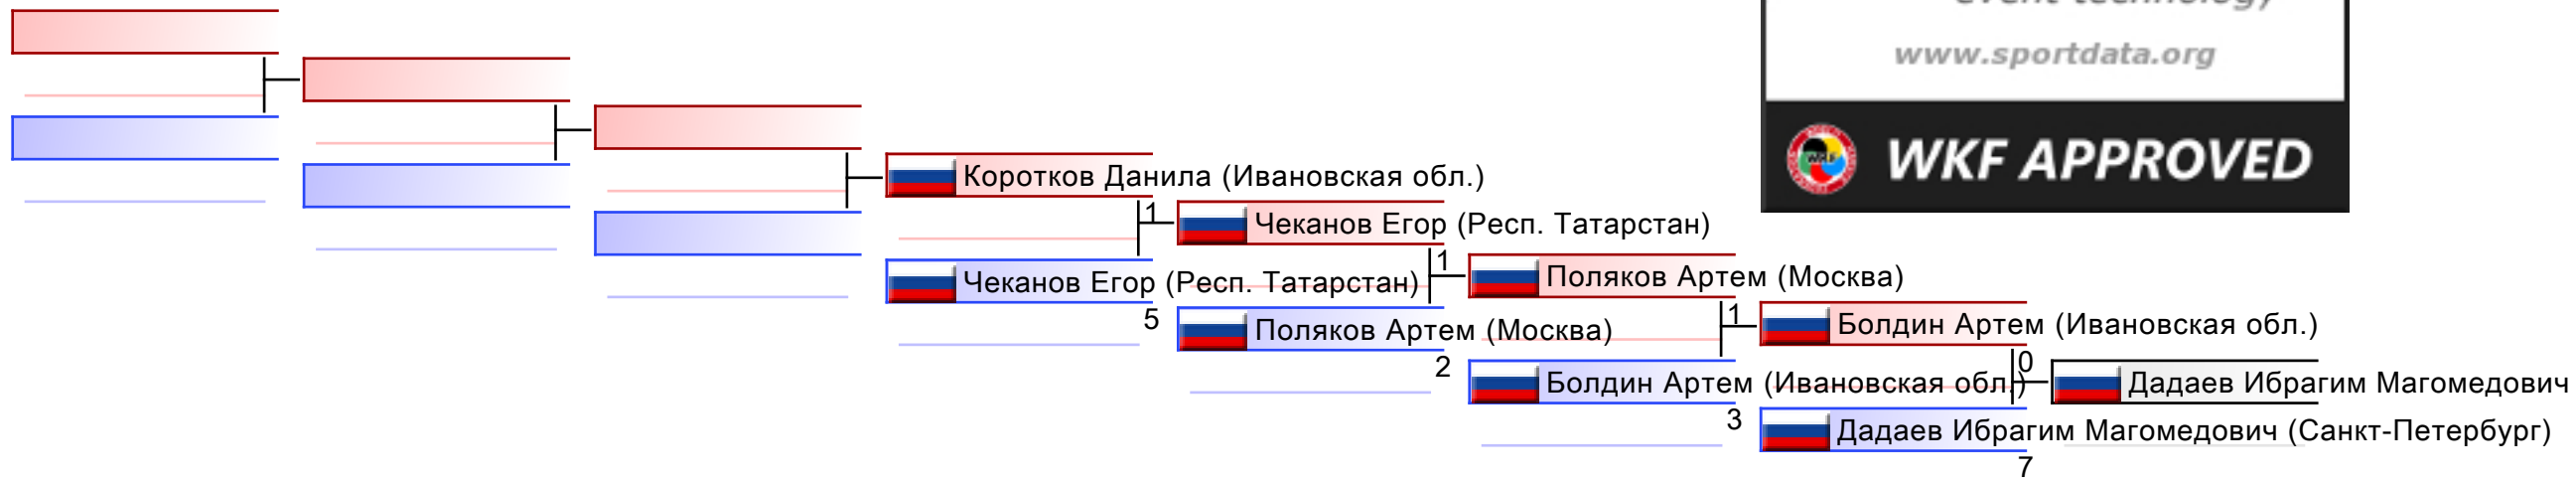 event technology
www.sportdata.org
WKF APPROVED
Коротков Данила (Ивановская обл.)
1
Чеканов Егор (Респ. Татарстан)
Чеканов Егор (Респ. Татарстан)
5
1
Поляков Артем (Москва)
Поляков Артем (Москва)
2
1
Болдин Артем (Ивановская обл.)
Болдин Артем (Ивановская обл.)
3
0
Дадаев Ибрагим Магомедович
Дадаев Ибрагим Магомедович (Санкт-Петербург)
7